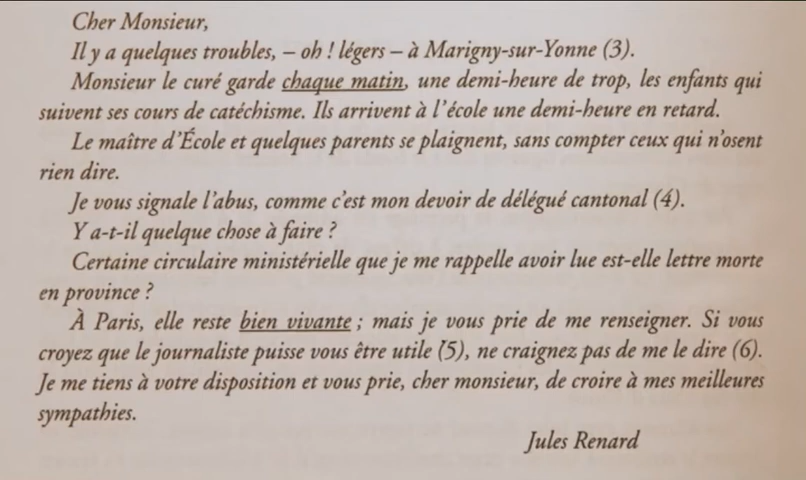 Cher Monsieur,
Il y a quelques troubles, – oh ! légers – à Marigny-sur-Yonne (3).
Monsieur le curé garde chaque matin, une demi-heure de trop, les enfants qui
suivent ses cours de catéchisme. Ils arrivent à l'école une demi-heure en retard.
Le maître d'École et quelques parents se plaignent, sans compter ceux qui n'osent
rien dire.
Je vous signale l'abus, comme c'est mon devoir de délégué cantonal (4).
Y a-t-il quelque chose à faire ?
Certaine circulaire ministérielle que je me rappelle avoir lue est-elle lettre morte
en province ?
À Paris, elle reste bien vivante ; mais je vous prie de me renseigner. Si vous
croyez que le journaliste puisse vous être utile (5), ne craignez pas de me le dire (6).
Je me tiens à votre disposition et vous prie, cher monsieur, de croire à mes meilleures
sympathies.
Jules Renard